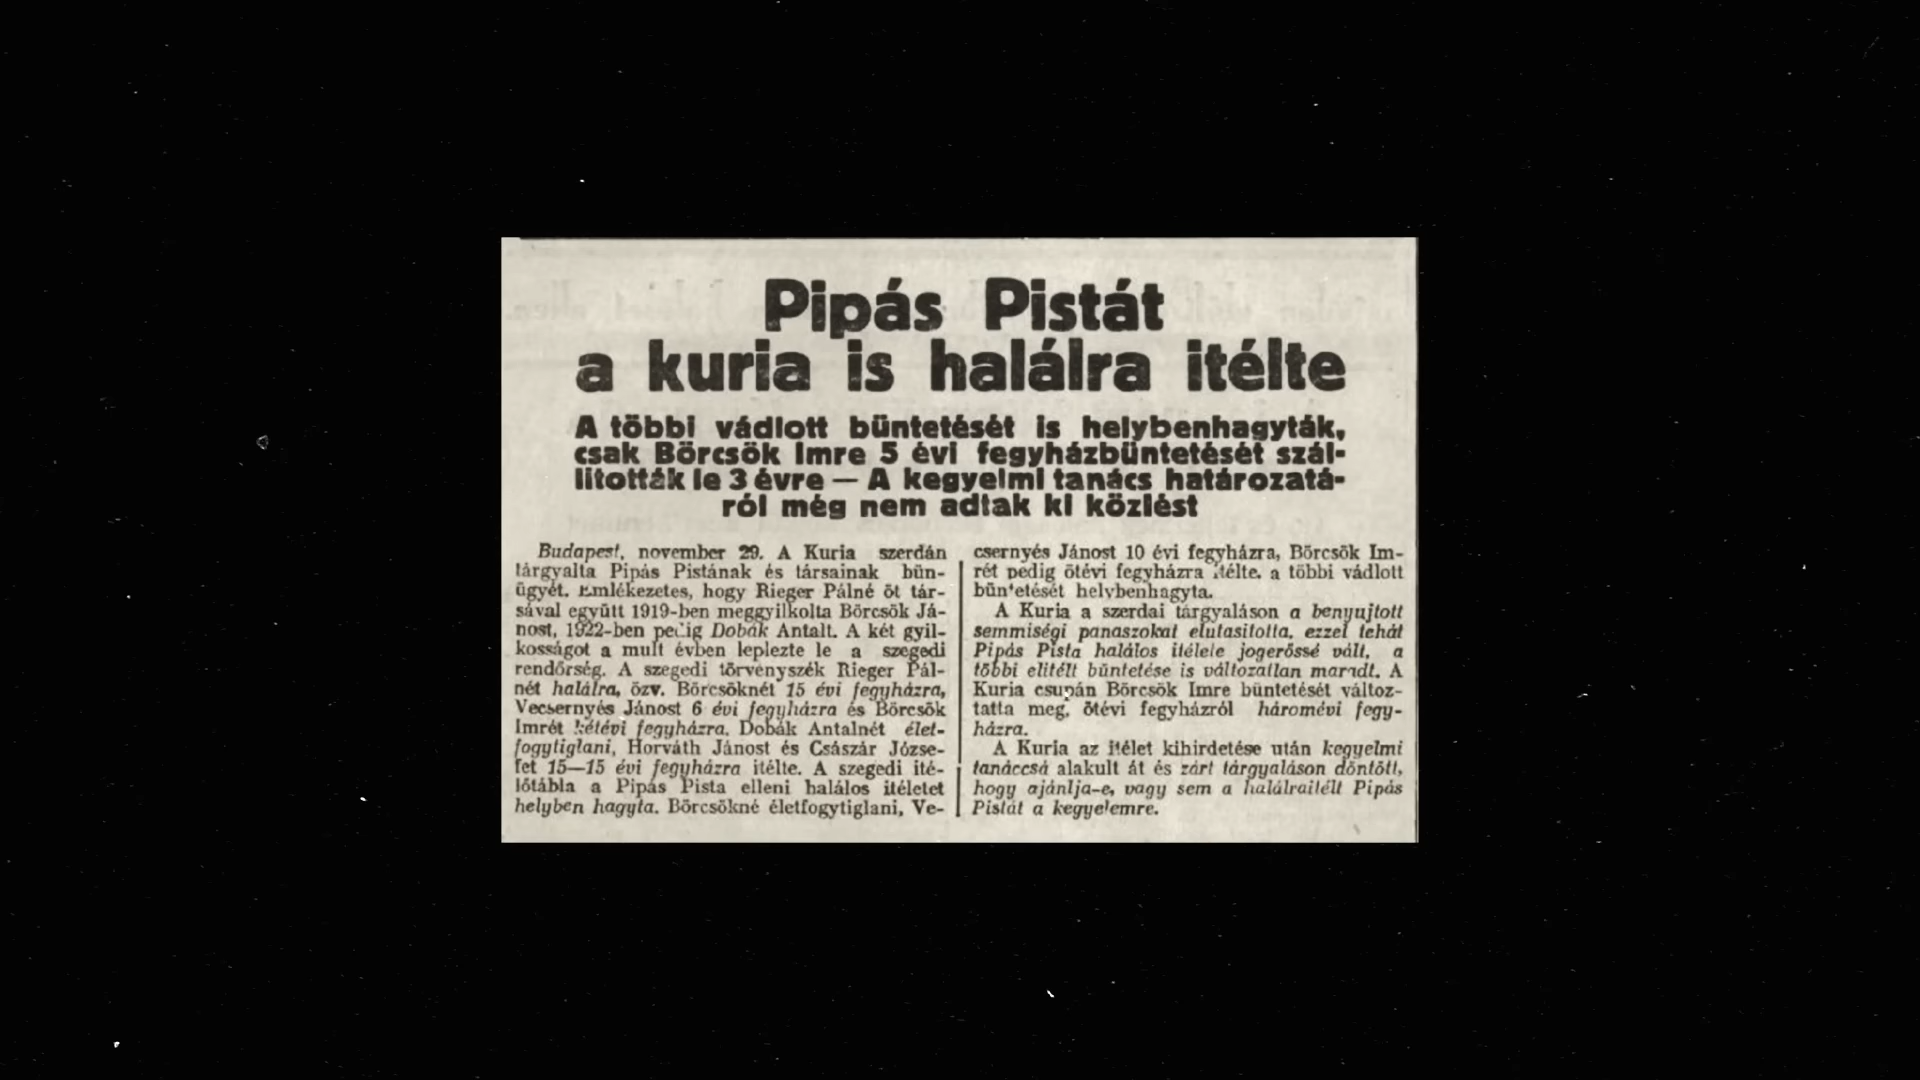 Pipás Pistát
a kuria is halálra itélte
A többi vádlott büntetését is helybenhagyták,
csak Börcsök Imre 5 évi fegyházbüntetését szál-
litották le 3 évre — A kegyelmi tanács határozatá-
ról még nem adtak ki közlést
Budapest, november 29. A Kuria szerdán
tárgyalta Pipás Pistának és társainak bün-
ügyét. Emlékezetes, hogy Rieger Pálné öt tár-
sával együtt 1919-ben meggyilkolta Börcsök Já-
nost, 1922-ben pedig Dobák Antalt. A két gyil-
kosságot a mult évben leplezte le a szegedi
rendőrség. A szegedi törvényszék Rieger Pál-
nét halálra, özv. Börcsöknét 15 évi fegyházra,
Vecsernyés Jánost 6 évi fegyházra és Börcsök
Imrét kétévi fegyházra, Dobák Antalnét élet-
fogytiglani, Horváth Jánost és Császár Józse-
fet 15—15 évi fegyházra itélte. A szegedi ité-
lőtábla a Pipás Pista elleni halálos itéletet
helyben hagyta. Börcsökné életfogytiglani, Ve-
csernyés Jánost 10 évi fegyházra, Börcsök Im-
rét pedig ötévi fegyházra itélte, a többi vádlott
büntetését helybenhagyta.
A Kuria a szerdai tárgyaláson a benyujtott
semmiségi panaszokat elutasitotta, ezzel tehát
Pipás Pista halálos itélete jogerőssé vált, a
többi elitélt büntetése is változatlan maradt. A
Kuria csupán Börcsök Imre büntetését változ-
tatta meg, ötévi fegyházról háromévi fegy-
házra.
A Kuria az itélet kihirdetése után kegyelmi
tanáccsá alakult át és zárt tárgyaláson döntött,
hogy ajánlja-e, vagy sem a halálraitélt Pipás
Pistát a kegyelemre.